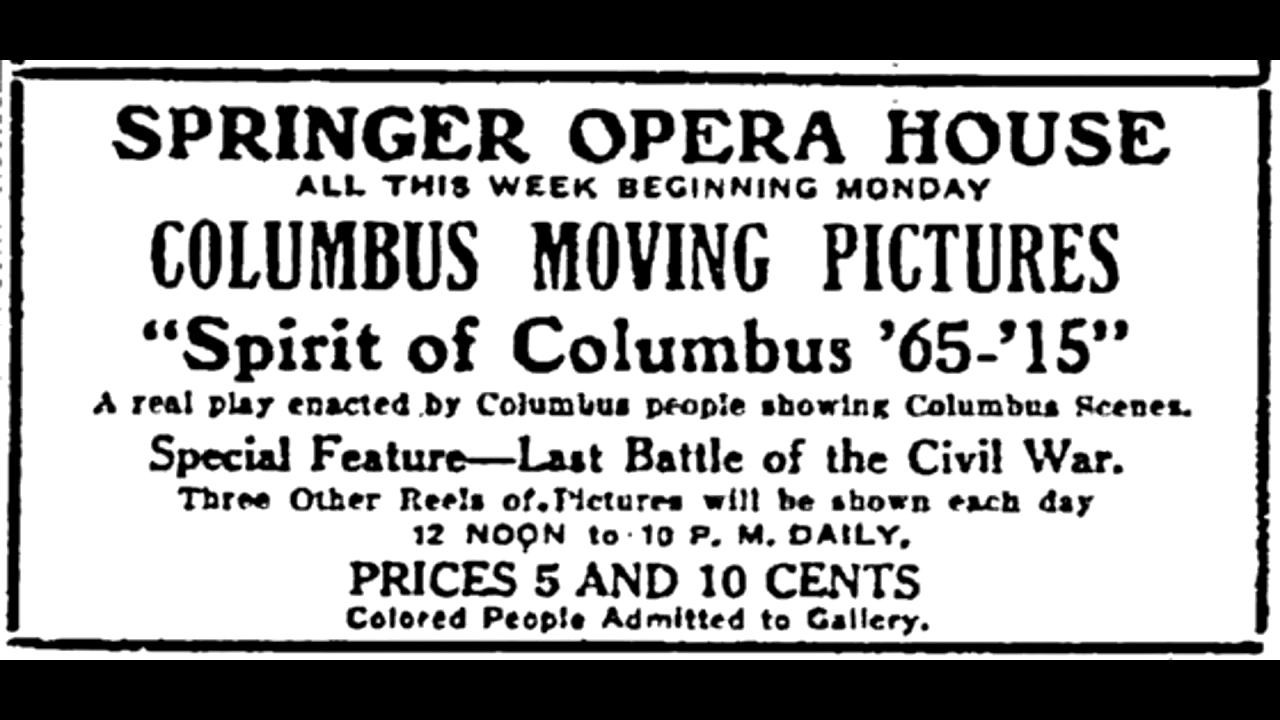 SPRINGER OPERA HOUSE
ALL THIS WEEK BEGINNING MONDAY
COLUMBUS MOVING PICTURES
“Spirit of Columbus ’65-’15”
A real play enacted by Columbus people showing Columbus Scenes.
Special Feature—Last Battle of the Civil War.
Three Other Reels of Pictures will be shown each day
12 NOON to 10 P. M. DAILY.
PRICES 5 AND 10 CENTS
Colored People Admitted to Gallery.